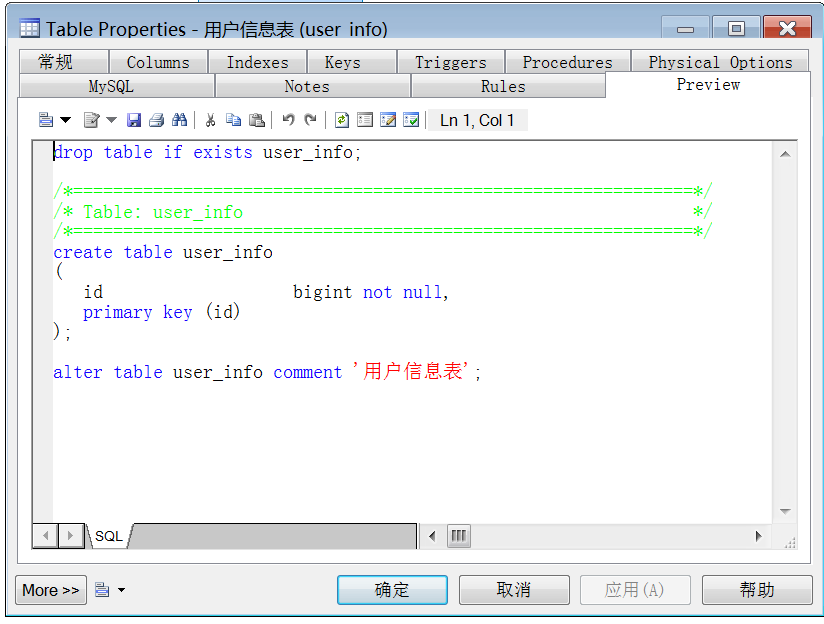 Table Properties - 用户信息表 (user_info)
常规 Columns Indexes Keys Triggers Procedures Physical Options
MySQL Notes Rules Preview
Ln 1, Col 1
drop table if exists user_info;
/*==============================================================*/
/* Table: user_info                                             */
/*==============================================================*/
create table user_info
(
   id                   bigint not null,
   primary key (id)
);
alter table user_info comment '用户信息表';
SQL
More >> 确定 取消 应用(A) 帮助